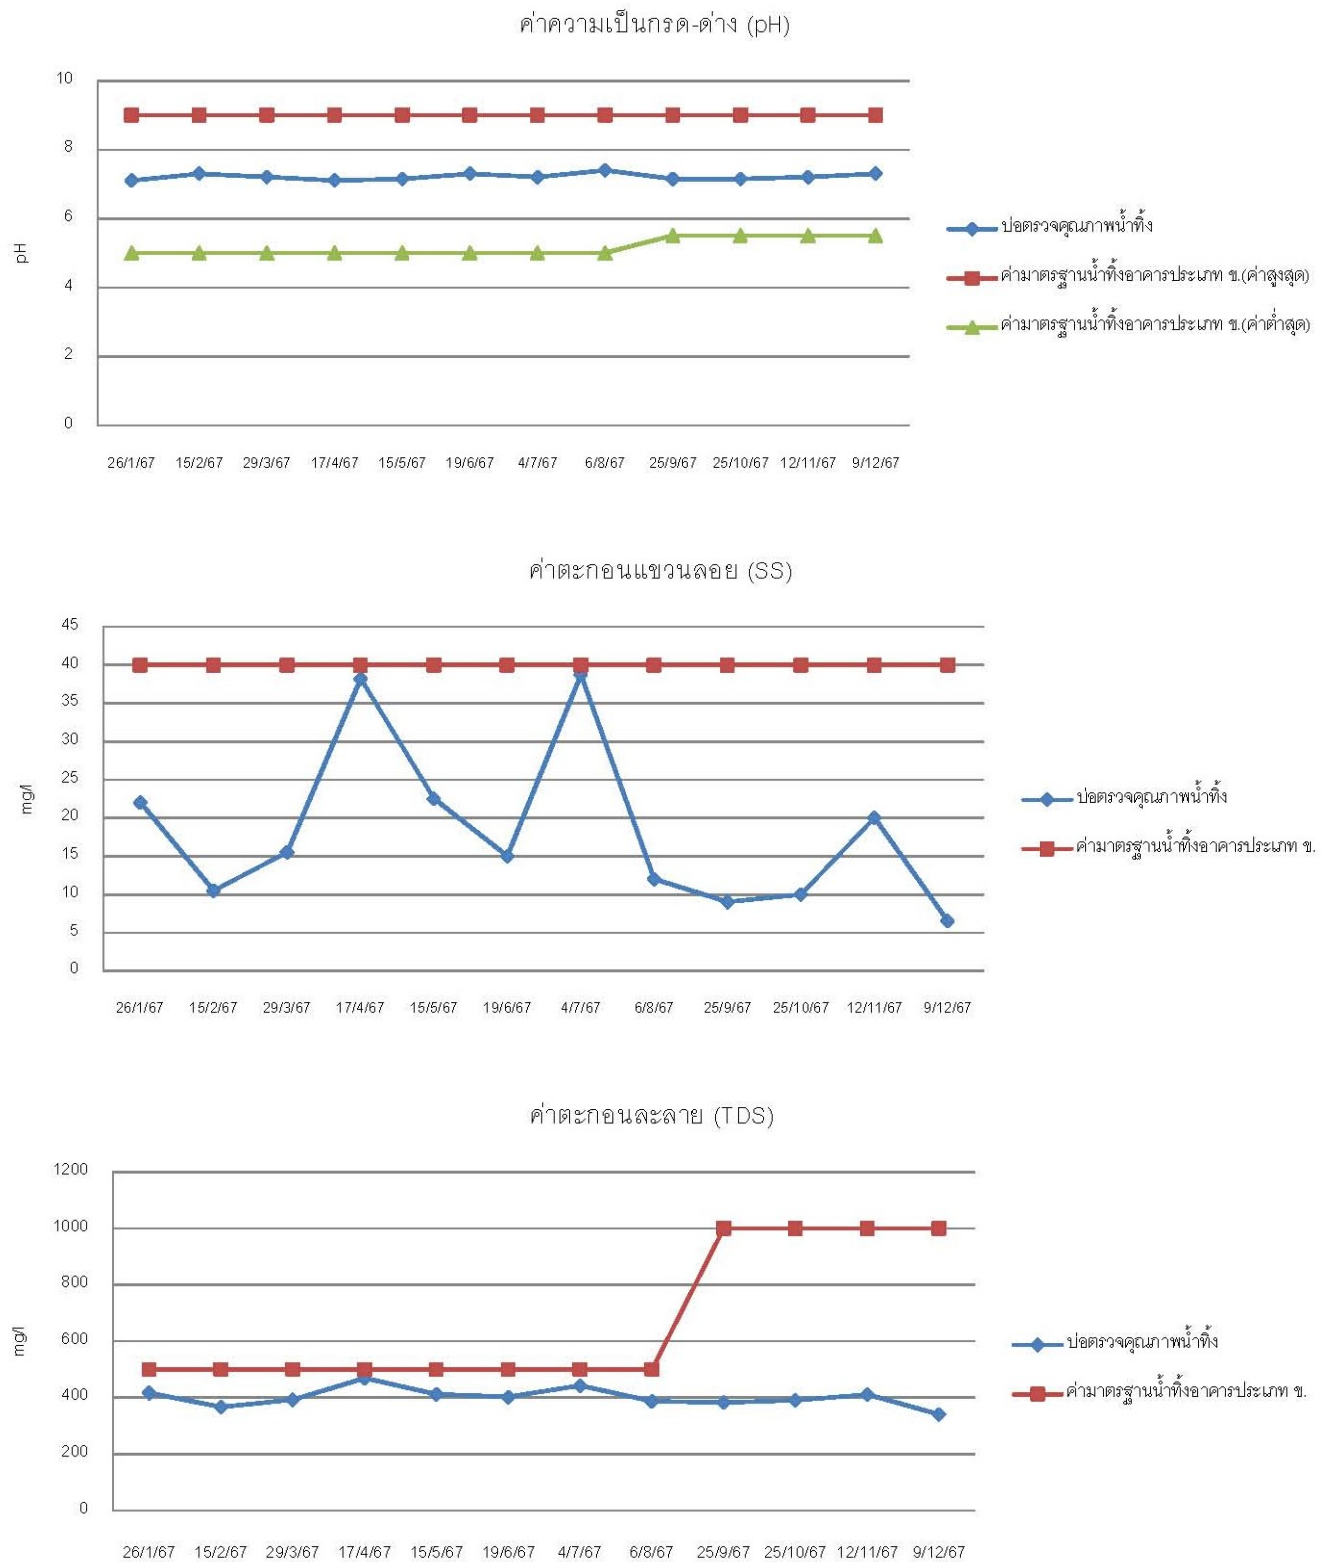 ค่าความเป็นกรด-ด่าง (pH)
10
8
6
4
2
0
pH
26/1/67 15/2/67 29/3/67 17/4/67 15/5/67 19/6/67 4/7/67 6/8/67 25/9/67 25/10/67 12/11/67 9/12/67
บ่อตรวจคุณภาพน้ำทิ้ง
ค่ามาตรฐานน้ำทิ้งอาคารประเภท ข.(ค่าสูงสุด)
ค่ามาตรฐานน้ำทิ้งอาคารประเภท ข.(ค่าต่ำสุด)
ค่าตะกอนแขวนลอย (SS)
45
40
35
30
25
20
15
10
5
0
mg/l
26/1/67 15/2/67 29/3/67 17/4/67 15/5/67 19/6/67 4/7/67 6/8/67 25/9/67 25/10/67 12/11/67 9/12/67
บ่อตรวจคุณภาพน้ำทิ้ง
ค่ามาตรฐานน้ำทิ้งอาคารประเภท ข.
ค่าตะกอนละลาย (TDS)
1200
1000
800
600
400
200
0
mg/l
26/1/67 15/2/67 29/3/67 17/4/67 15/5/67 19/6/67 4/7/67 6/8/67 25/9/67 25/10/67 12/11/67 9/12/67
บ่อตรวจคุณภาพน้ำทิ้ง
ค่ามาตรฐานน้ำทิ้งอาคารประเภท ข.